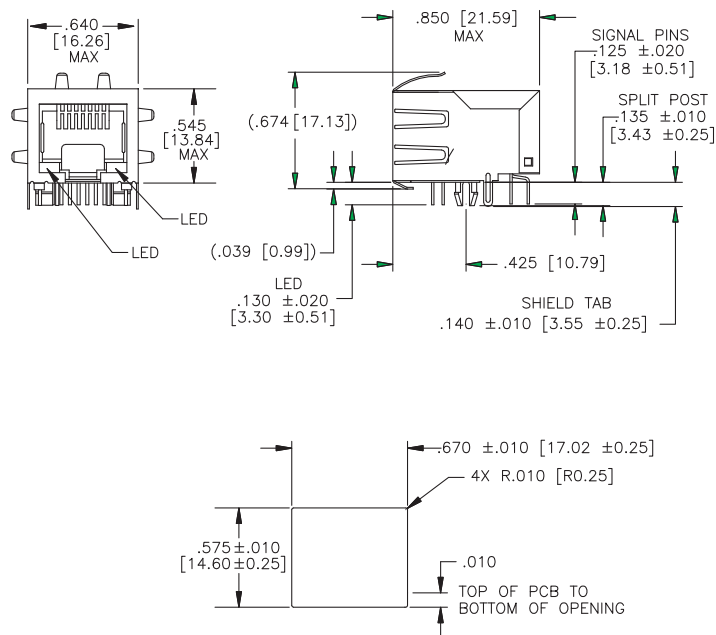 .640
[16.26]
MAX
.545
[13.84]
MAX
LED
LED
.850 [21.59]
MAX
SIGNAL PINS
.125 ±.020
[3.18 ±0.51]
SPLIT POST
.135 ±.010
[3.43 ±0.25]
(.674 [17.13])
(.039 [0.99])
LED
.130 ±.020
[3.30 ±0.51]
.425 [10.79]
SHIELD TAB
.140 ±.010 [3.55 ±0.25]
.670 ±.010 [17.02 ±0.25]
4X R.010 [R0.25]
.575±.010
[14.60±0.25]
.010
TOP OF PCB TO
BOTTOM OF OPENING